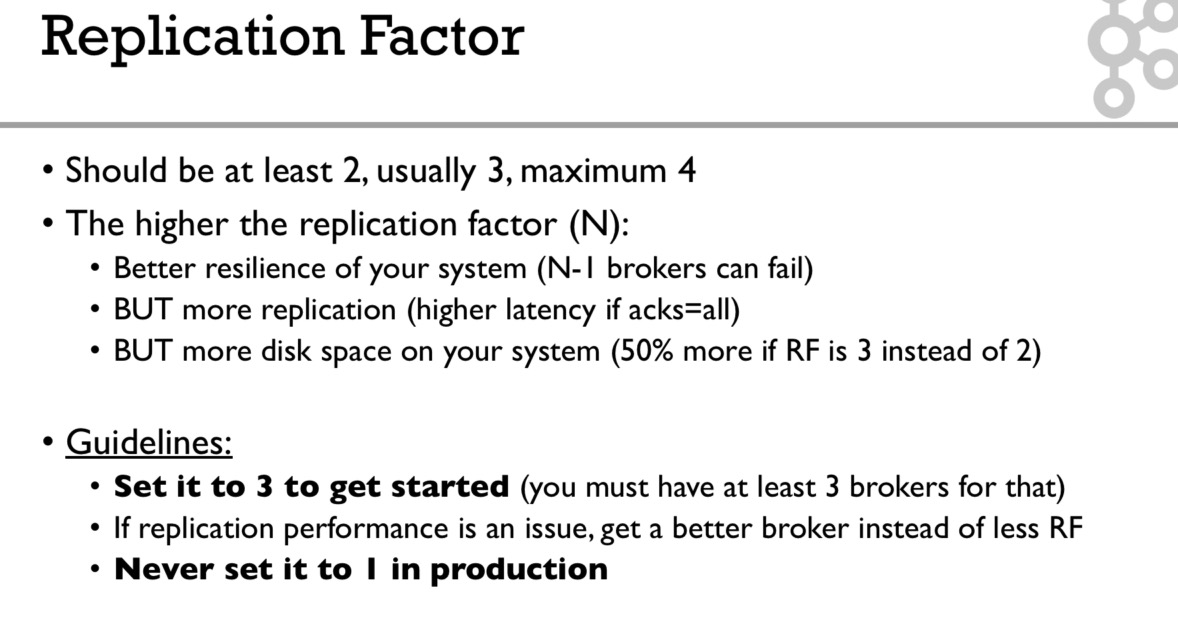 Replication Factor
• Should be at least 2, usually 3, maximum 4
• The higher the replication factor (N):
• Better resilience of your system (N-1 brokers can fail)
• BUT more replication (higher latency if acks=all)
• BUT more disk space on your system (50% more if RF is 3 instead of 2)
• Guidelines:
• Set it to 3 to get started (you must have at least 3 brokers for that)
• If replication performance is an issue, get a better broker instead of less RF
• Never set it to 1 in production